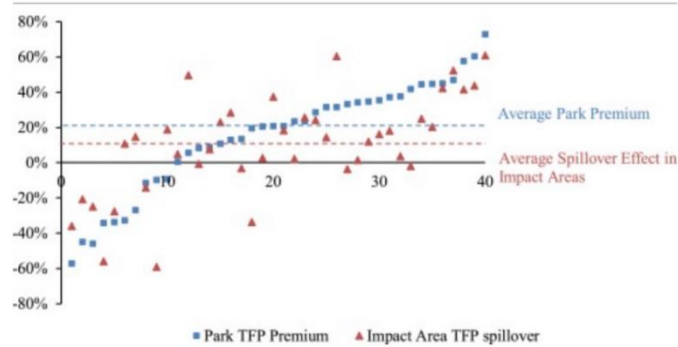 80%
60%
40%
20%
0%
0
10
20
30
40
-20%
-40%
-60%
-80%
Average Park Premium
Average Spillover Effect in
Impact Areas
Park TFP Premium
Impact Area TFP spillover